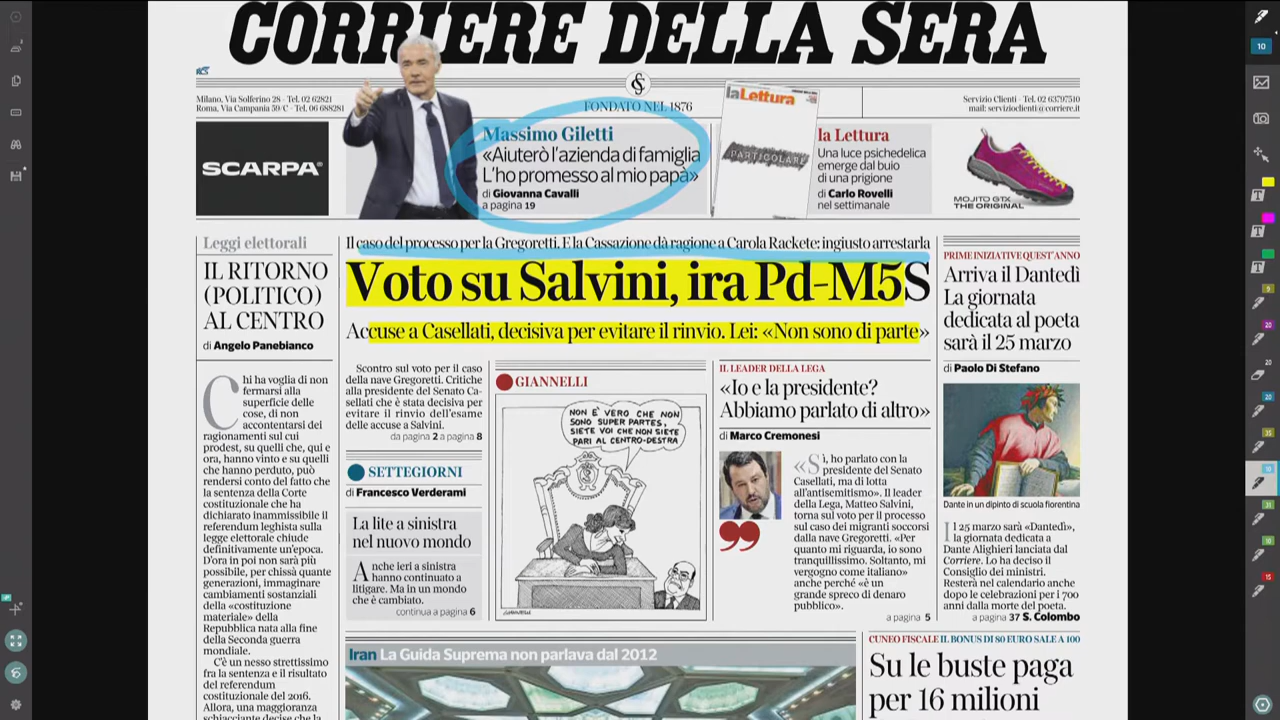 CORRIERE DELLA SERA
RCS
Milano, Via Solferino 28 - Tel. 02 62821
Roma, Via Campania 59/C - Tel. 06 688281
FONDATO NEL 1876
Servizio Clienti - Tel. 02 63797510
mail: servizioclienti@corriere.it
SCARPA
Massimo Giletti
«Aiuterò l'azienda di famiglia
L'ho promesso al mio papà»
di Giovanna Cavalli
a pagina 19
laLettura
PARTICOLARI
la Lettura
Una luce psichedelica
emerge dal buio
di una prigione
di Carlo Rovelli
nel settimanale
MOJITO GTX
THE ORIGINAL
Leggi elettorali
IL RITORNO
(POLITICO)
AL CENTRO
di Angelo Panebianco
Chi ha voglia di non
fermarsi alla
superficie delle
cose, di non
accontentarsi dei
ragionamenti sul cui
prodest, su quelli che, qui e
ora, hanno vinto e su quelli
che hanno perduto, può
rendersi conto del fatto che
la sentenza della Corte
costituzionale che ha
dichiarato inammissibile il
referendum leghista sulla
legge elettorale chiude
definitivamente un'epoca.
D'ora in poi non sarà più
possibile, per chissà quante
generazioni, immaginare
cambiamenti sostanziali
della «costituzione
materiale» della
Repubblica nata alla fine
della Seconda guerra
mondiale.
C'è un nesso strettissimo
fra la sentenza e il risultato
del referendum
costituzionale del 2016.
Allora, una maggioranza
schiacciante decise che la
Il caso del processo per la Gregoretti. E la Cassazione dà ragione a Carola Rackete: ingiusto arrestarla
Voto su Salvini, ira Pd-M5S
Accuse a Casellati, decisiva per evitare il rinvio. Lei: «Non sono di parte»
Scontro sul voto per il caso
della nave Gregoretti. Critiche
alla presidente del Senato Ca-
sellati che è stata decisiva per
evitare il rinvio dell'esame
delle accuse a Salvini.
da pagina 2 a pagina 8
SETTEGIORNI
di Francesco Verderami
La lite a sinistra
nel nuovo mondo
Anche ieri a sinistra
hanno continuato a
litigare. Ma in un mondo
che è cambiato.
continua a pagina 6
GIANNELLI
NON È VERO CHE NON
SONO SUPER PARTES,
SIETE VOI CHE NON SIETE
PARI AL CENTRO-DESTRA
GIANNELLI
IL LEADER DELLA LEGA
«Io e la presidente?
Abbiamo parlato di altro»
di Marco Cremonesi
«Sì, ho parlato con la
presidente del Senato
Casellati, ma di lotta
all'antisemitismo». Il leader
della Lega, Matteo Salvini,
torna sul voto per il processo
sul caso dei migranti soccorsi
dalla nave Gregoretti. «Per
quanto mi riguarda, io sono
tranquillissimo. Soltanto, mi
vergogno come italiano»
anche perché «è un
grande spreco di denaro
pubblico».
a pagina 5
PRIME INIZIATIVE QUEST'ANNO
Arriva il Dantedì
La giornata
dedicata al poeta
sarà il 25 marzo
di Paolo Di Stefano
Dante in un dipinto di scuola fiorentina
Il 25 marzo sarà «Dantedì»,
la giornata dedicata a
Dante Alighieri lanciata dal
Corriere. Lo ha deciso il
Consiglio dei ministri.
Resterà nel calendario anche
dopo le celebrazioni per i 700
anni dalla morte del poeta.
a pagina 37 S. Colombo
Iran La Guida Suprema non parlava dal 2012
CUNEO FISCALE IL BONUS DI 80 EURO SALE A 100
Su le buste paga
per 16 milioni